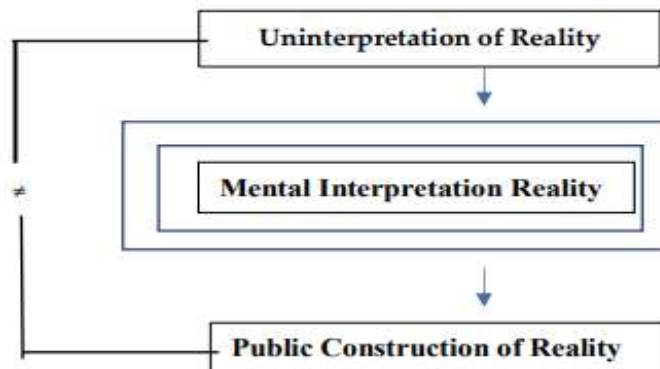 Uninterpretation of Reality
Mental Interpretation Reality
≠
Public Construction of Reality